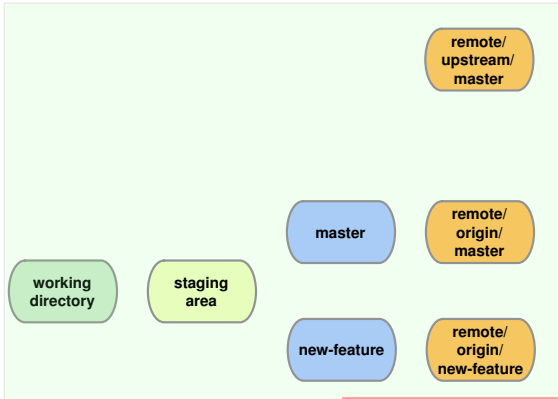 remote/
upstream/
master
master
remote/
origin/
master
working
directory
staging
area
new-feature
remote/
origin/
new-feature